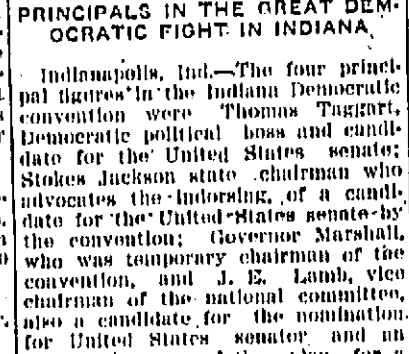 PRINCIPALS IN THE GREAT DEM-
OCRATIC FIGHT IN INDIANA
Indianapolis, Ind.—The four princi-
pal figures in the Indiana Democratic
convention were Thomas Taggart,
Democratic political boss and candi-
date for the United States senate;
Stokes Jackson state chairman who
advocates the indorsing of a candi-
date for the United States senate by
the convention; Governor Marshall,
who was temporary chairman of the
convention, and J. E. Lamb, vice
chairman of the national committee,
also a candidate for the nomination
for United States senator and an